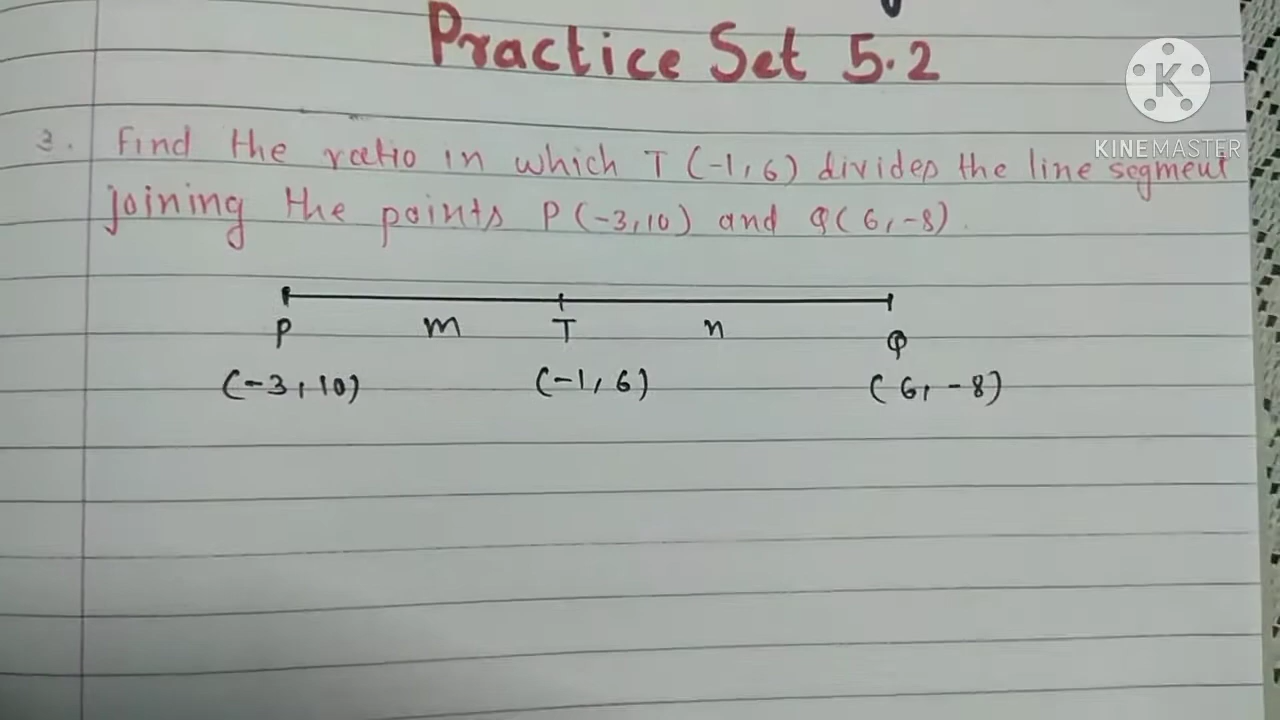 Practice Set 5.2
KINEMASTER
3. Find the ratio in which T (-1,6) divides the line segment
joining the points P (-3,10) and Q( 6,-8).
P m T n Q
(-3,10) (-1,6) (6,-8)